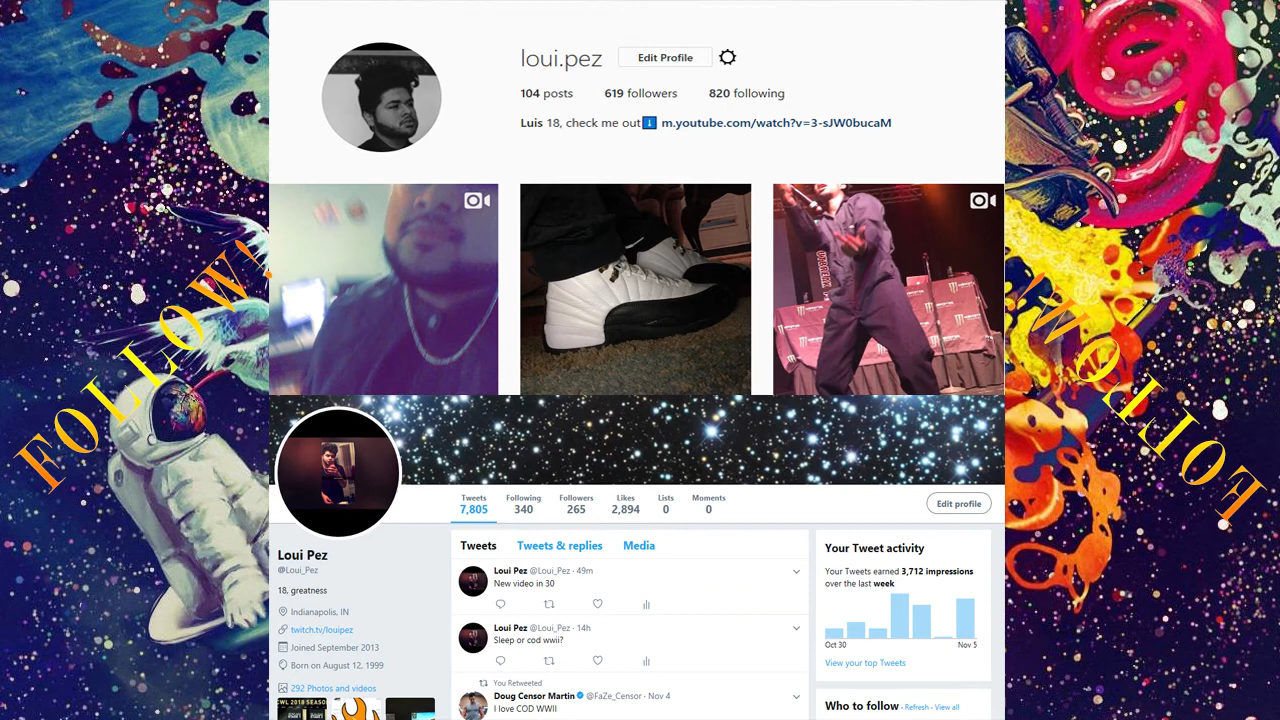 loui.pez Edit Profile
104 posts 619 followers 820 following
Luis 18, check me out m.youtube.com/watch?v=3-sJW0bucaM
FOLLOW!
FOLLOW!
Tweets Following Followers Likes Lists Moments
7,805 340 265 2,894 0 0
Edit profile
Loui Pez
@Loui_Pez
18, greatness
Indianapolis, IN
twitch.tv/louipez
Joined September 2013
Born on August 12, 1999
292 Photos and videos
Tweets Tweets & replies Media
Loui Pez @Loui_Pez · 49m
New video in 30
Loui Pez @Loui_Pez · 14h
Sleep or cod wwii?
You Retweeted
Doug Censor Martin @FaZe_Censor · Nov 4
I love COD WWII
Your Tweet activity
Your Tweets earned 3,712 impressions
over the last week
Oct 30 Nov 5
View your top Tweets
Who to follow · Refresh · View all